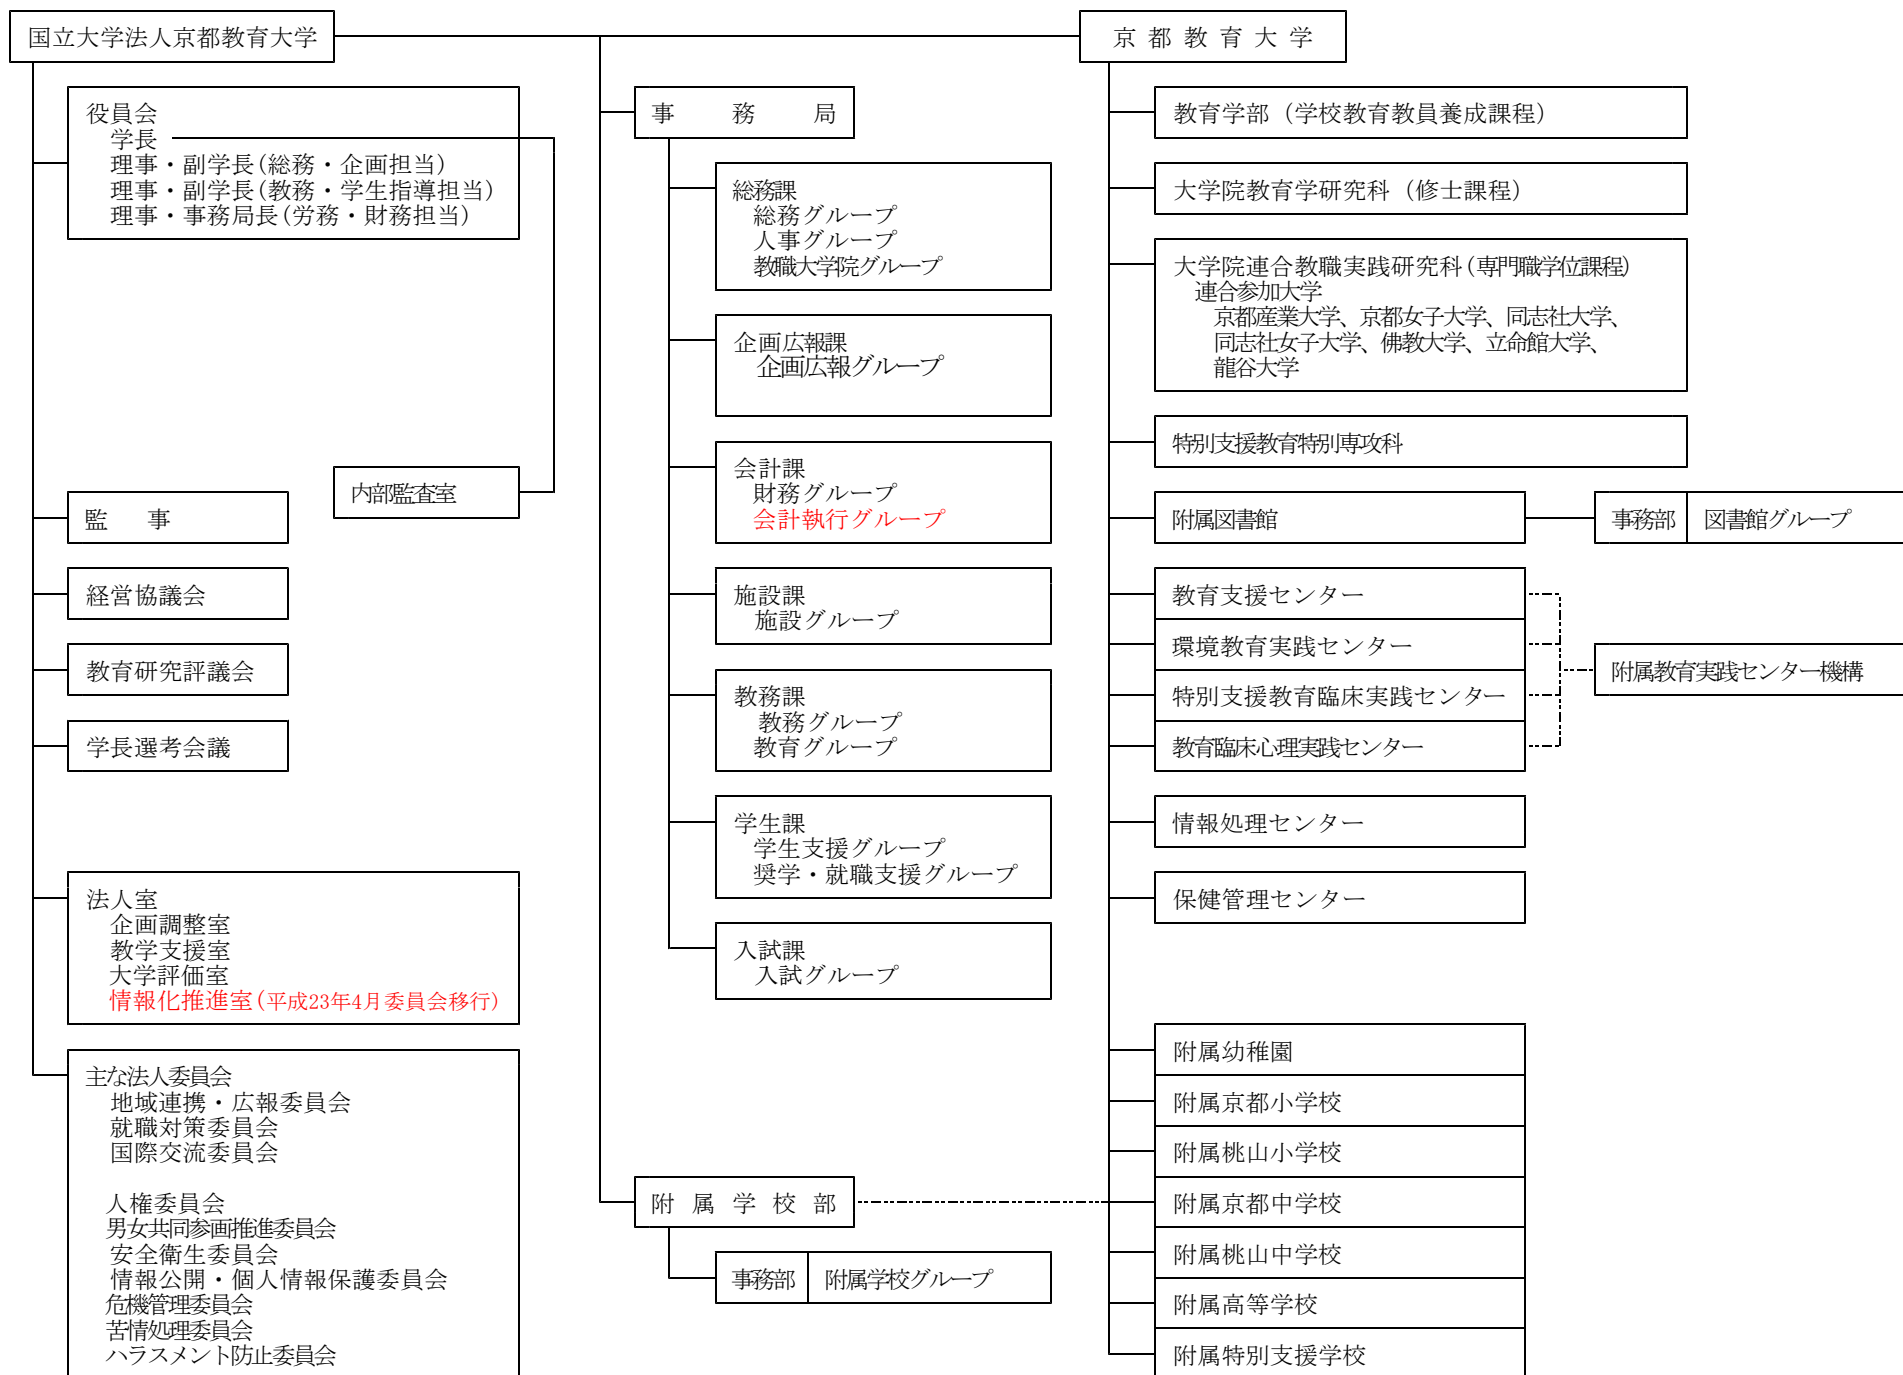 国立大学法人京都教育大学
役員会
学長
理事・副学長(総務・企画担当)
理事・副学長(教務・学生指導担当)
理事・事務局長(労務・財務担当)
内部監査室
監　事
経営協議会
教育研究評議会
学長選考会議
法人室
企画調整室
教学支援室
大学評価室
情報化推進室(平成23年4月委員会移行)
主な法人委員会
地域連携・広報委員会
就職対策委員会
国際交流委員会
人権委員会
男女共同参画推進委員会
安全衛生委員会
情報公開・個人情報保護委員会
危機管理委員会
苦情処理委員会
ハラスメント防止委員会
事　務　局
総務課
総務グループ
人事グループ
教職大学院グループ
企画広報課
企画広報グループ
会計課
財務グループ
会計執行グループ
施設課
施設グループ
教務課
教務グループ
教育グループ
学生課
学生支援グループ
奨学・就職支援グループ
入試課
入試グループ
附 属 学 校 部
事務部 附属学校グループ
京 都 教 育 大 学
教育学部（学校教育教員養成課程）
大学院教育学研究科（修士課程）
大学院連合教職実践研究科(専門職学位課程)
連合参加大学
京都産業大学、京都女子大学、同志社大学、
同志社女子大学、佛教大学、立命館大学、
龍谷大学
特別支援教育特別専攻科
附属図書館
事務部 図書館グループ
教育支援センター
環境教育実践センター
特別支援教育臨床実践センター
教育臨床心理実践センター
附属教育実践センター機構
情報処理センター
保健管理センター
附属幼稚園
附属京都小学校
附属桃山小学校
附属京都中学校
附属桃山中学校
附属高等学校
附属特別支援学校